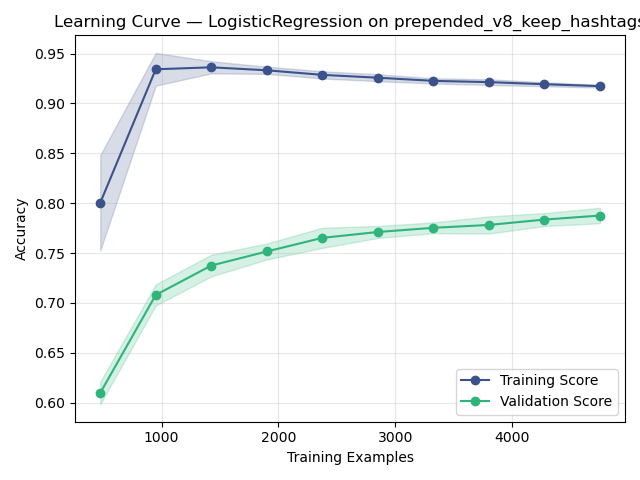 Learning Curve — LogisticRegression on prepended_v8_keep_hashtags
0.95
0.90
0.85
0.80
0.75
0.70
0.65
0.60
Accuracy
Training Score
Validation Score
1000 2000 3000 4000
Training Examples